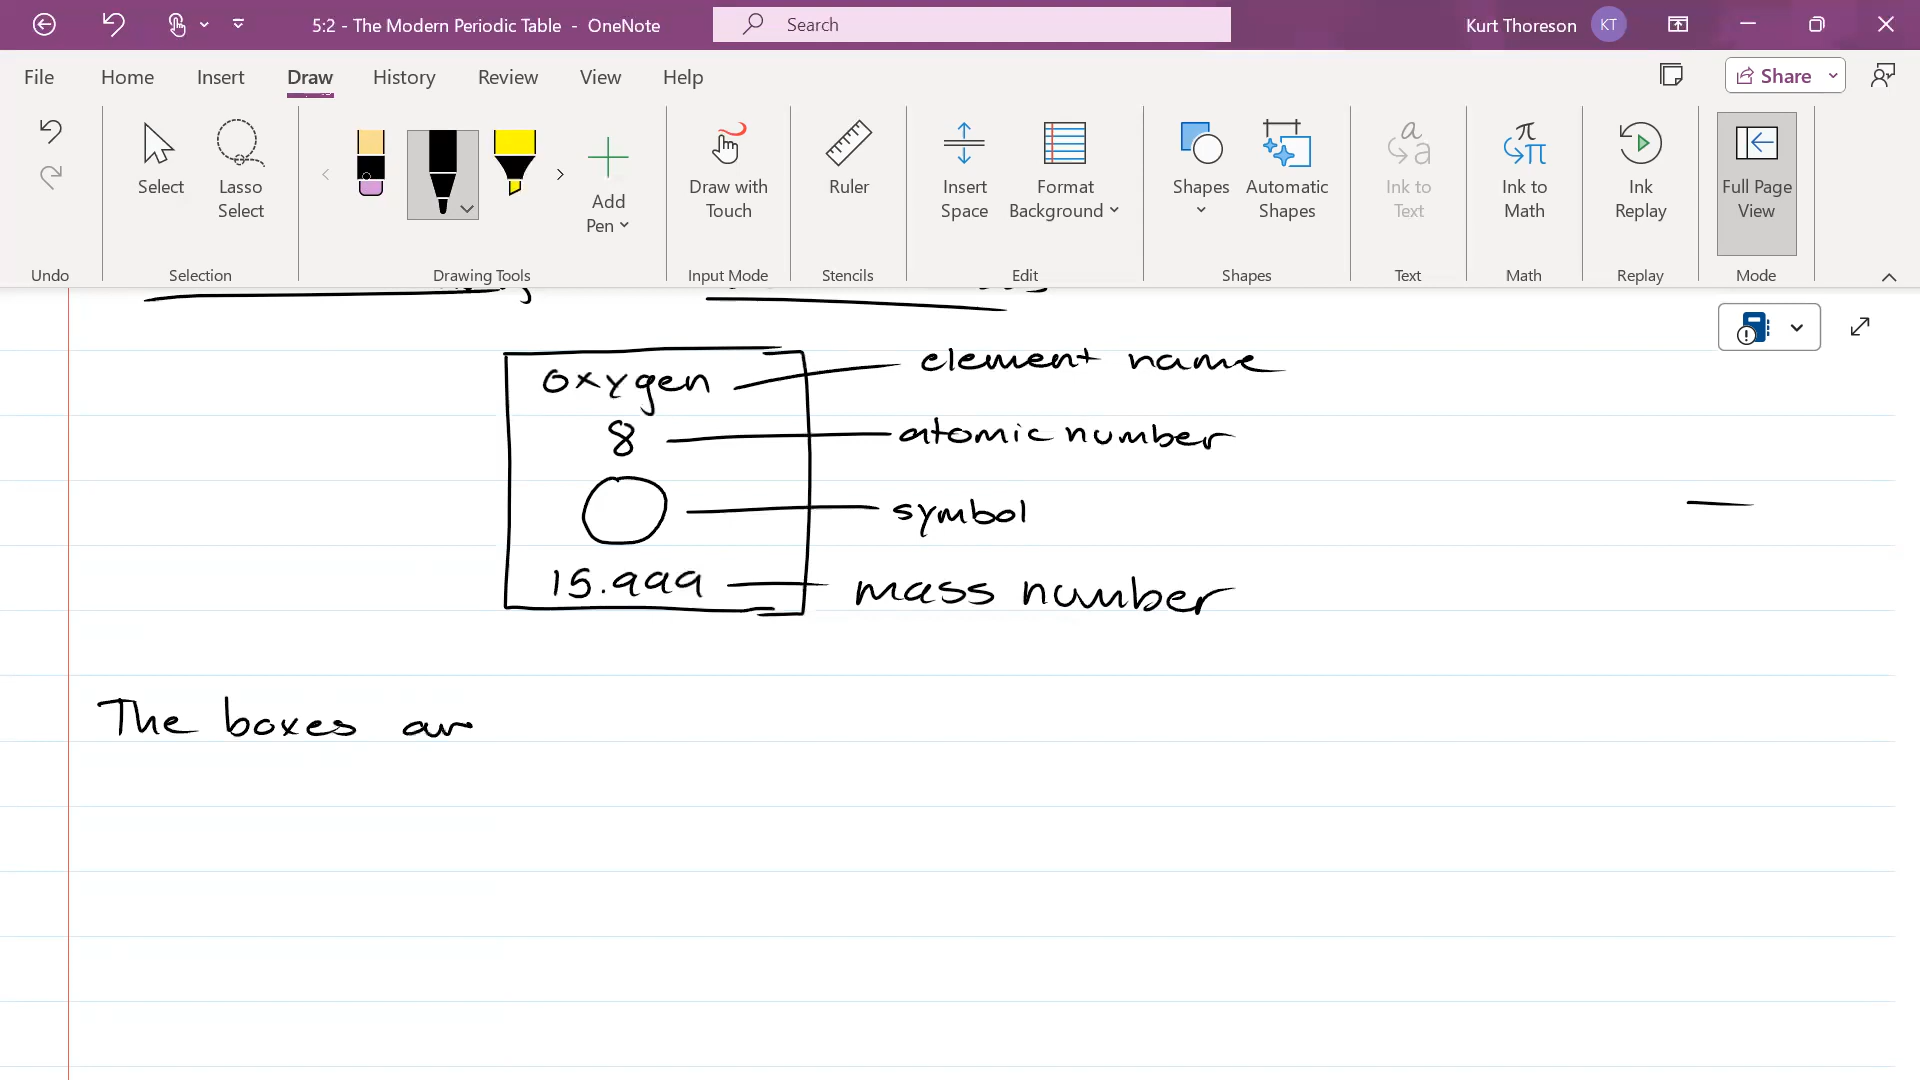 5:2 - The Modern Periodic Table - OneNote
Search
Kurt Thoreson KT
File Home Insert Draw History Review View Help
Share
Select
Lasso Select
Add Pen
Draw with Touch
Ruler
Insert Space
Format Background
Shapes
Automatic Shapes
a a
Ink to Text
π π
Ink to Math
Ink Replay
Full Page View
Undo Selection Drawing Tools Input Mode Stencils Edit Shapes Text Math Replay Mode
oxygen element name
8 atomic number
O symbol
15.999 mass number
The boxes ar